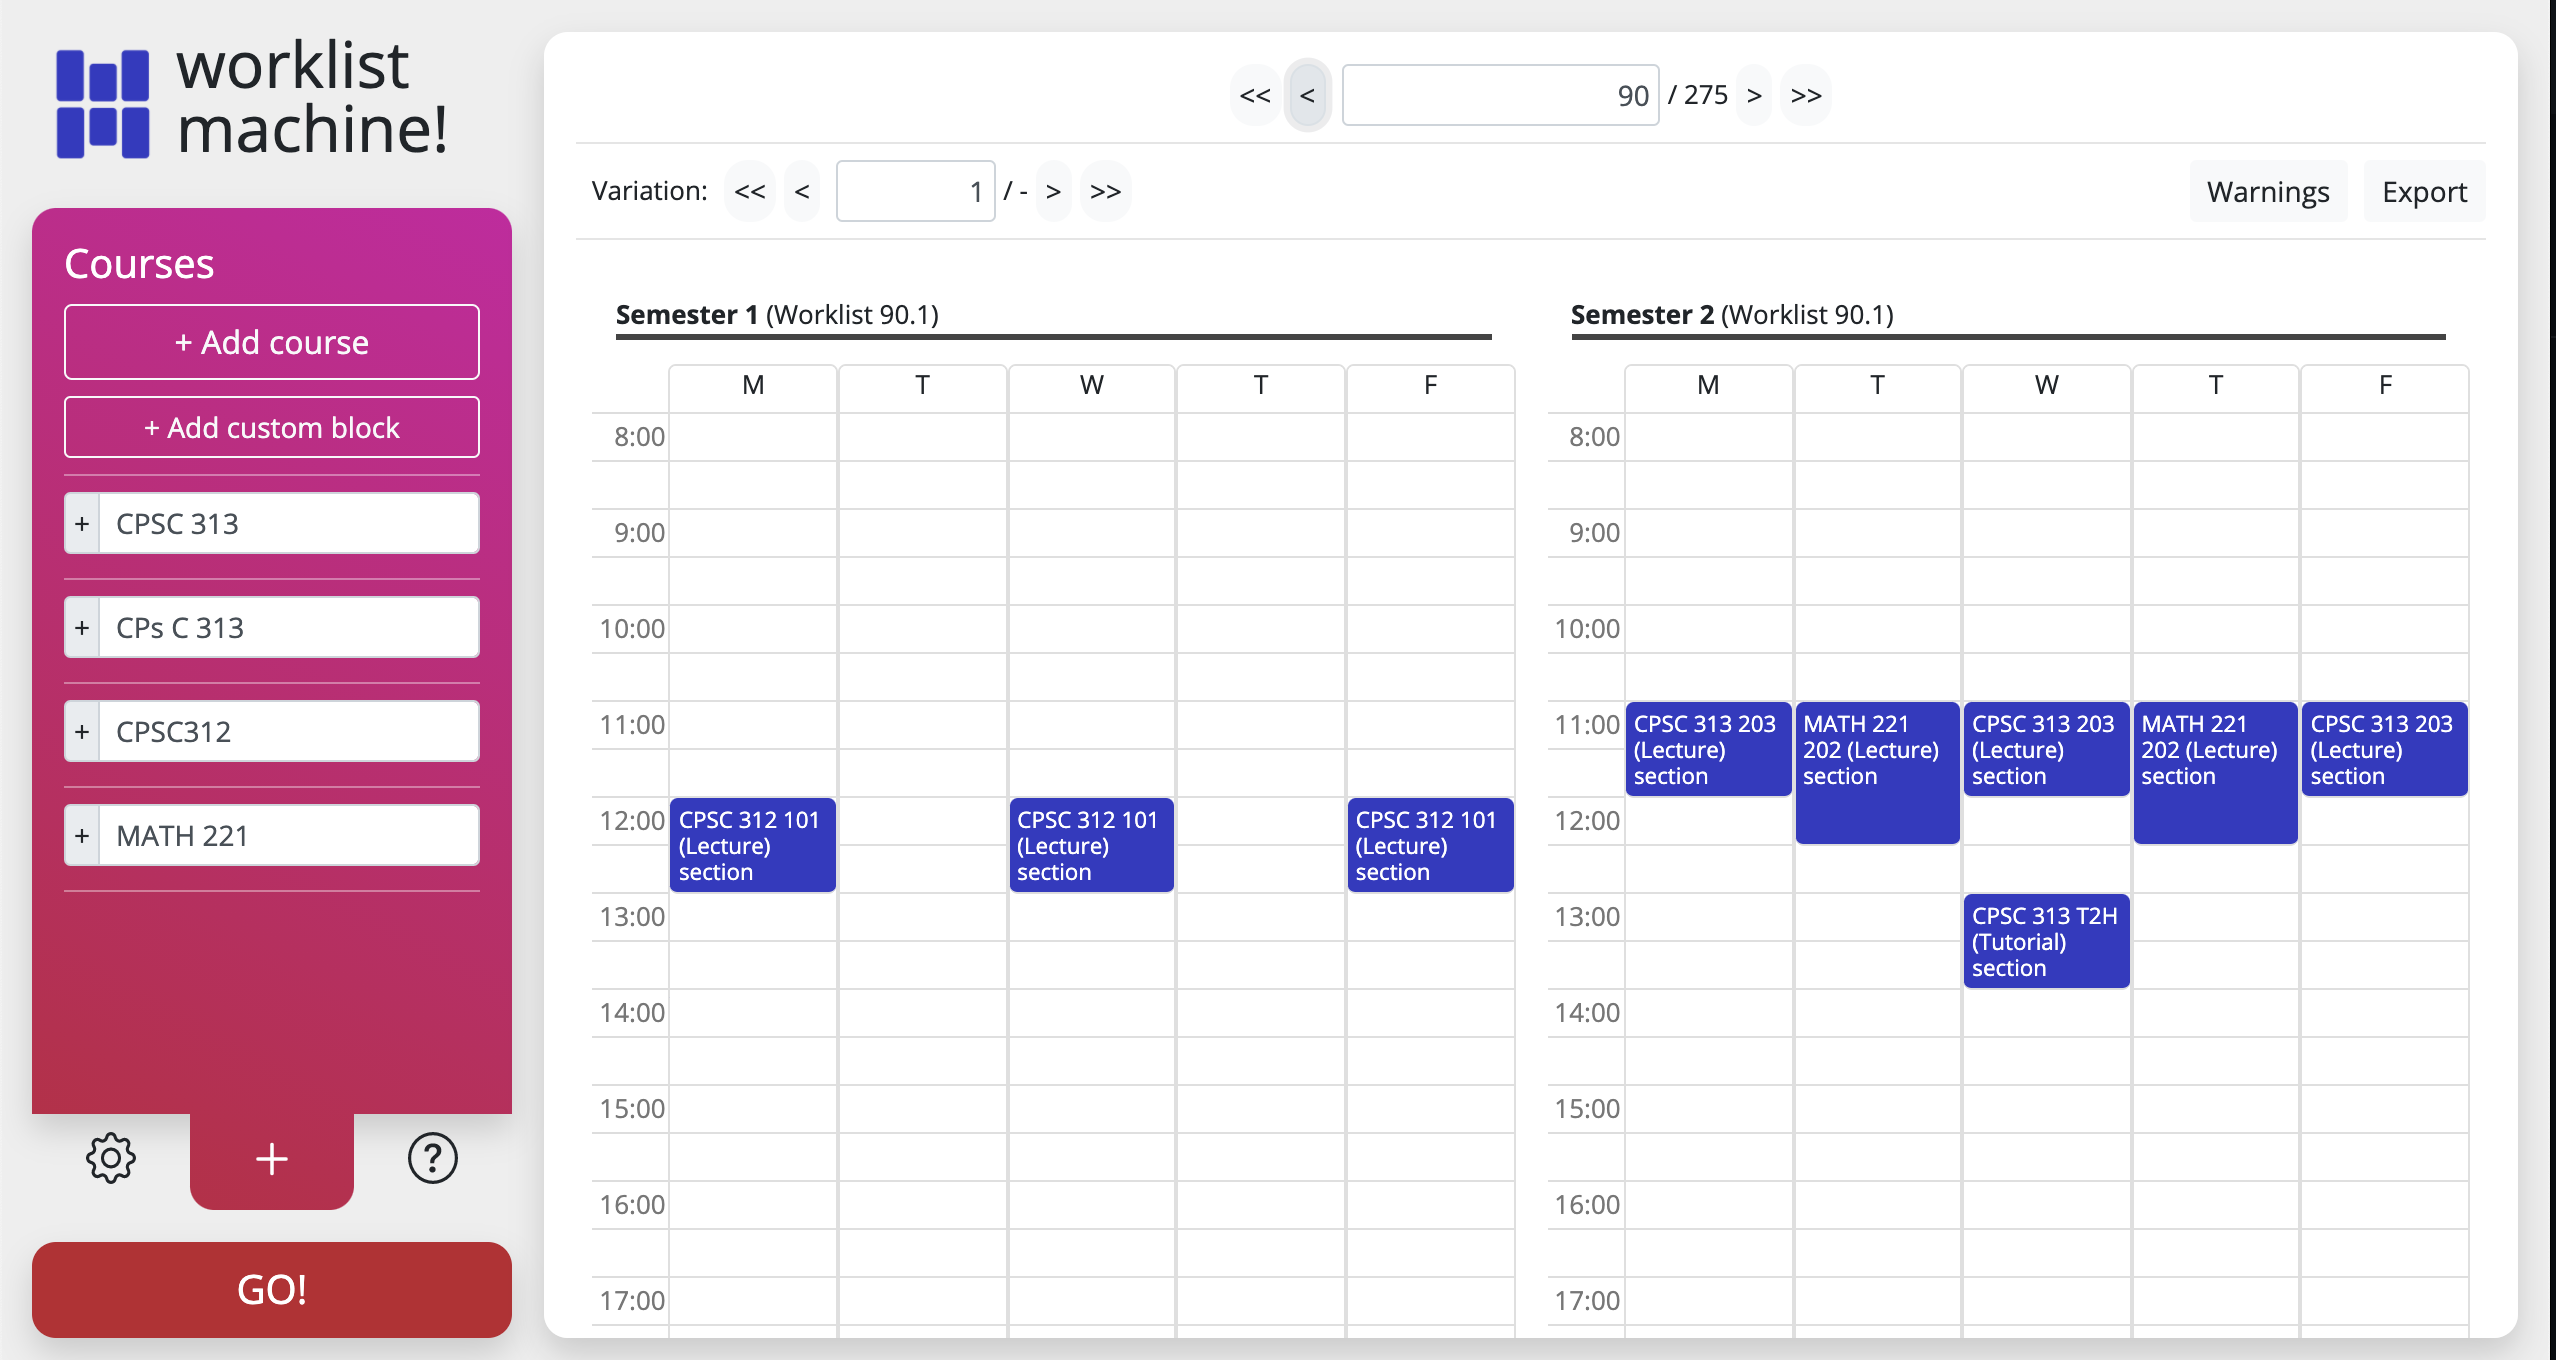 worklist
machine!
Courses
+ Add course
+ Add custom block
+ CPSC 313
+ CPs C 313
+ CPSC312
+ MATH 221
+
?
GO!
<< < 90 / 275 > >>
Variation: << < 1 / - > >>
Warnings Export
Semester 1 (Worklist 90.1)
M T W T F
8:00
9:00
10:00
11:00
12:00
CPSC 312 101
(Lecture)
section
CPSC 312 101
(Lecture)
section
CPSC 312 101
(Lecture)
section
13:00
14:00
15:00
16:00
17:00
Semester 2 (Worklist 90.1)
M T W T F
8:00
9:00
10:00
11:00
CPSC 313 203
(Lecture)
section
MATH 221
202 (Lecture)
section
CPSC 313 203
(Lecture)
section
MATH 221
202 (Lecture)
section
CPSC 313 203
(Lecture)
section
12:00
13:00
CPSC 313 T2H
(Tutorial)
section
14:00
15:00
16:00
17:00